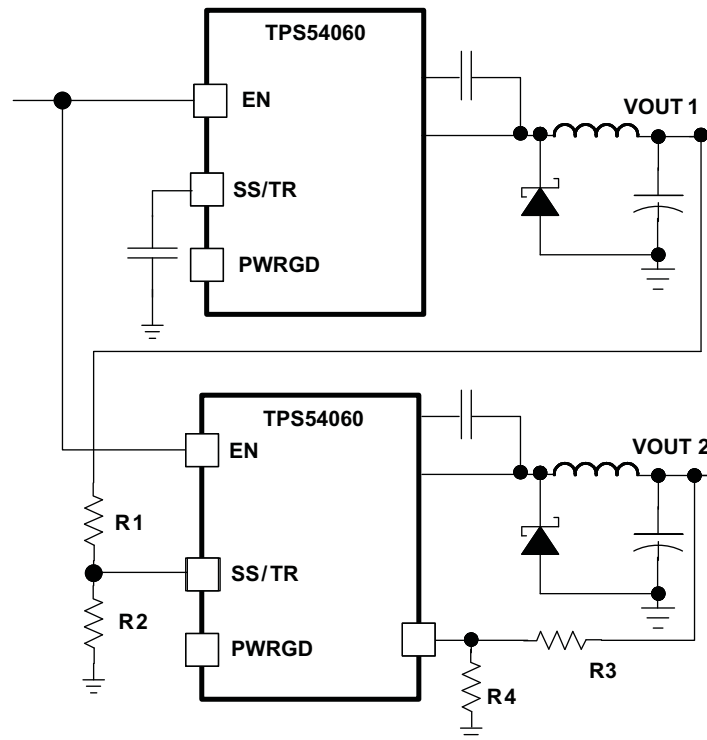 TPS54060
EN
VOUT 1
SS/TR
PWRGD
TPS54060
EN
VOUT 2
R1
SS/TR
R2
PWRGD
R3
R4